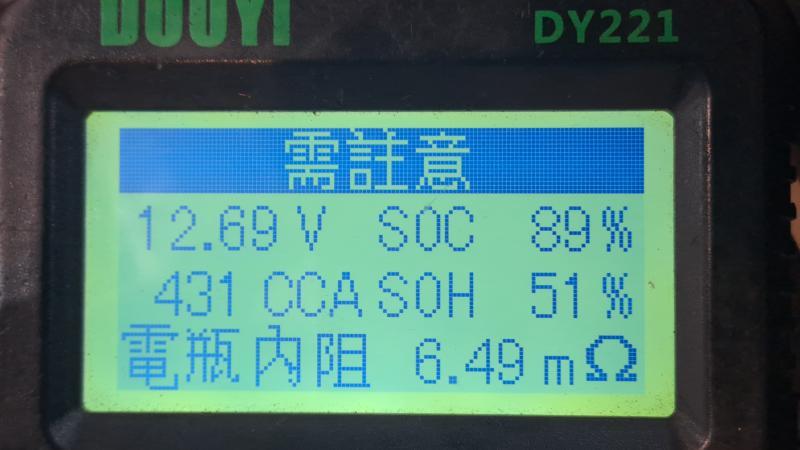 DOUYI
DY221
需註意
12.69 V SOC 89 %
431 CCA SOH 51 %
電瓶內阻 6.49 mΩ